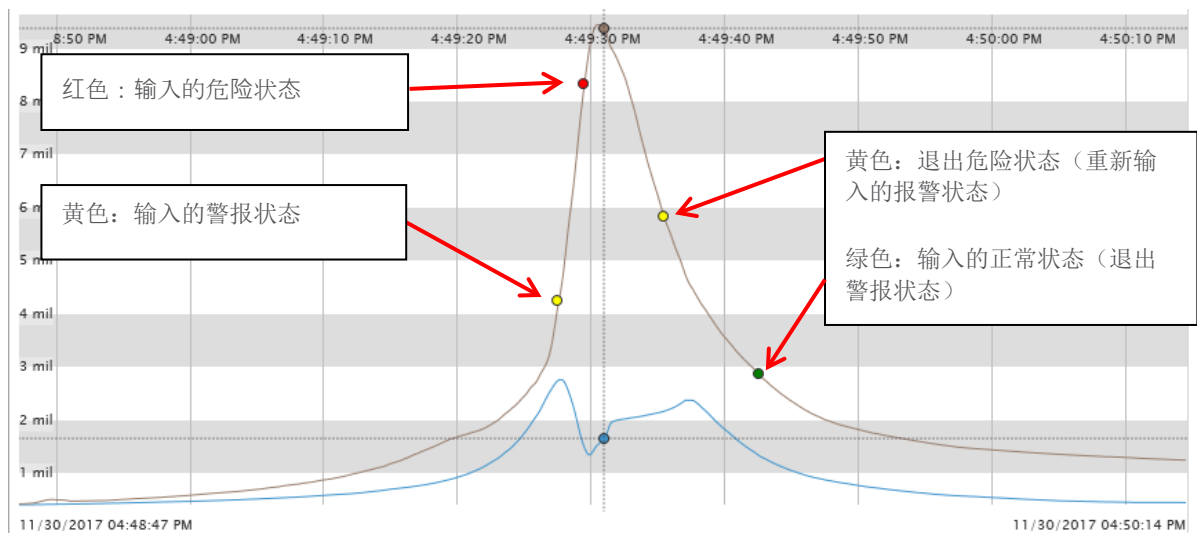 8:50 PM 4:49:00 PM 4:49:10 PM 4:49:20 PM 4:49:30 PM 4:49:40 PM 4:49:50 PM 4:50:00 PM 4:50:10 PM
9 mil
红色：输入的危险状态
8 m
7 mil
黄色：退出危险状态（重新输
入的报警状态）
6 m
黄色：输入的警报状态
绿色：输入的正常状态（退出
警报状态）
5 mil
4 mil
3 mil
2 mil
1 mil
11/30/2017 04:48:47 PM
11/30/2017 04:50:14 PM